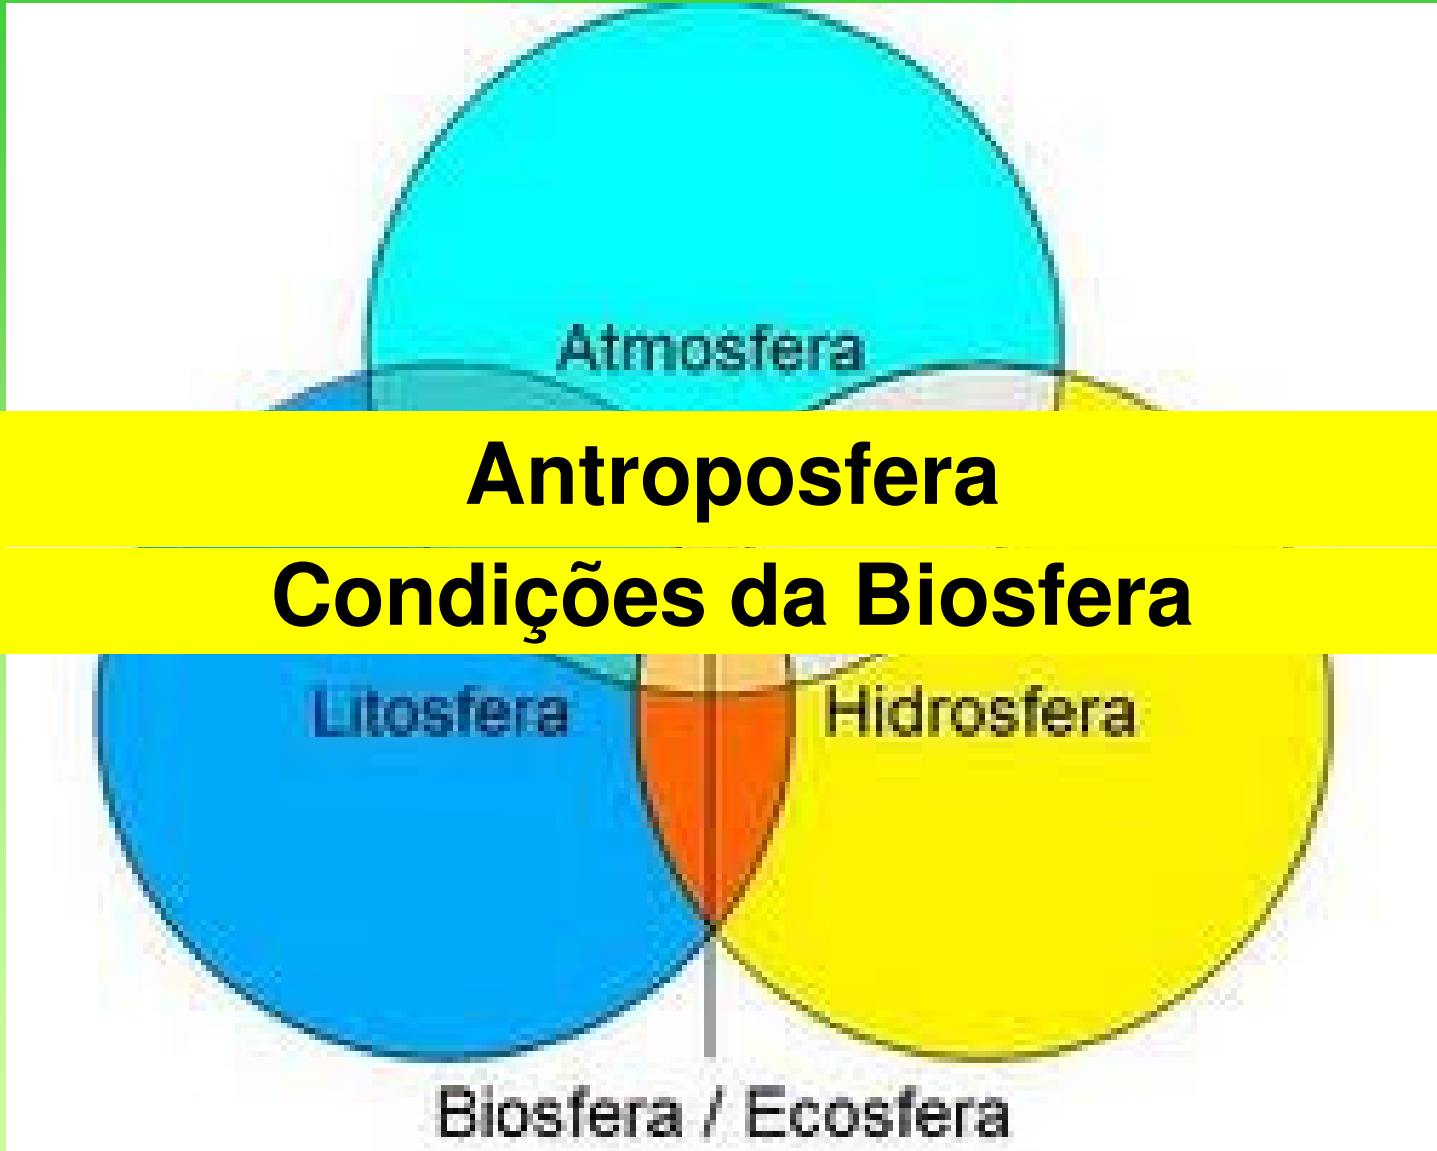 Atmosfera
Antroposfera
Condições da Biosfera
Litosfera
Hidrosfera
Biosfera / Ecosfera